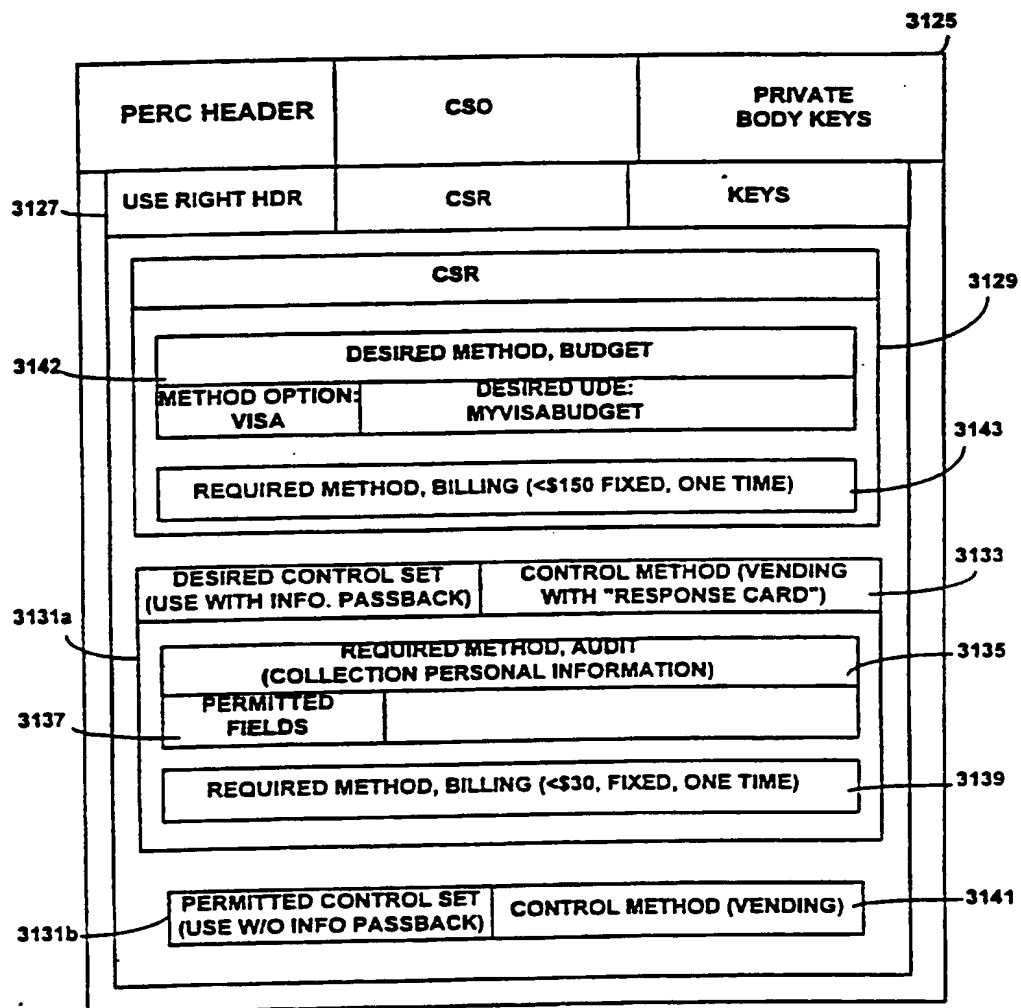 3125
PERC HEADER
CSO
PRIVATE
BODY KEYS
3127
USE RIGHT HDR
CSR
KEYS
CSR
3129
3142
DESIRED METHOD, BUDGET
METHOD OPTION:
VISA
DESIRED UDE:
MYVISABUDGET
3143
REQUIRED METHOD, BILLING (<$150 FIXED, ONE TIME)
3133
DESIRED CONTROL SET
(USE WITH INFO. PASSBACK)
CONTROL METHOD (VENDING
WITH "RESPONSE CARD")
3131a
REQUIRED METHOD, AUDIT
(COLLECTION PERSONAL INFORMATION)
3135
3137
PERMITTED
FIELDS
REQUIRED METHOD, BILLING (<$30, FIXED, ONE TIME)
3139
3131b
PERMITTED CONTROL SET
(USE W/O INFO PASSBACK)
CONTROL METHOD (VENDING)
3141